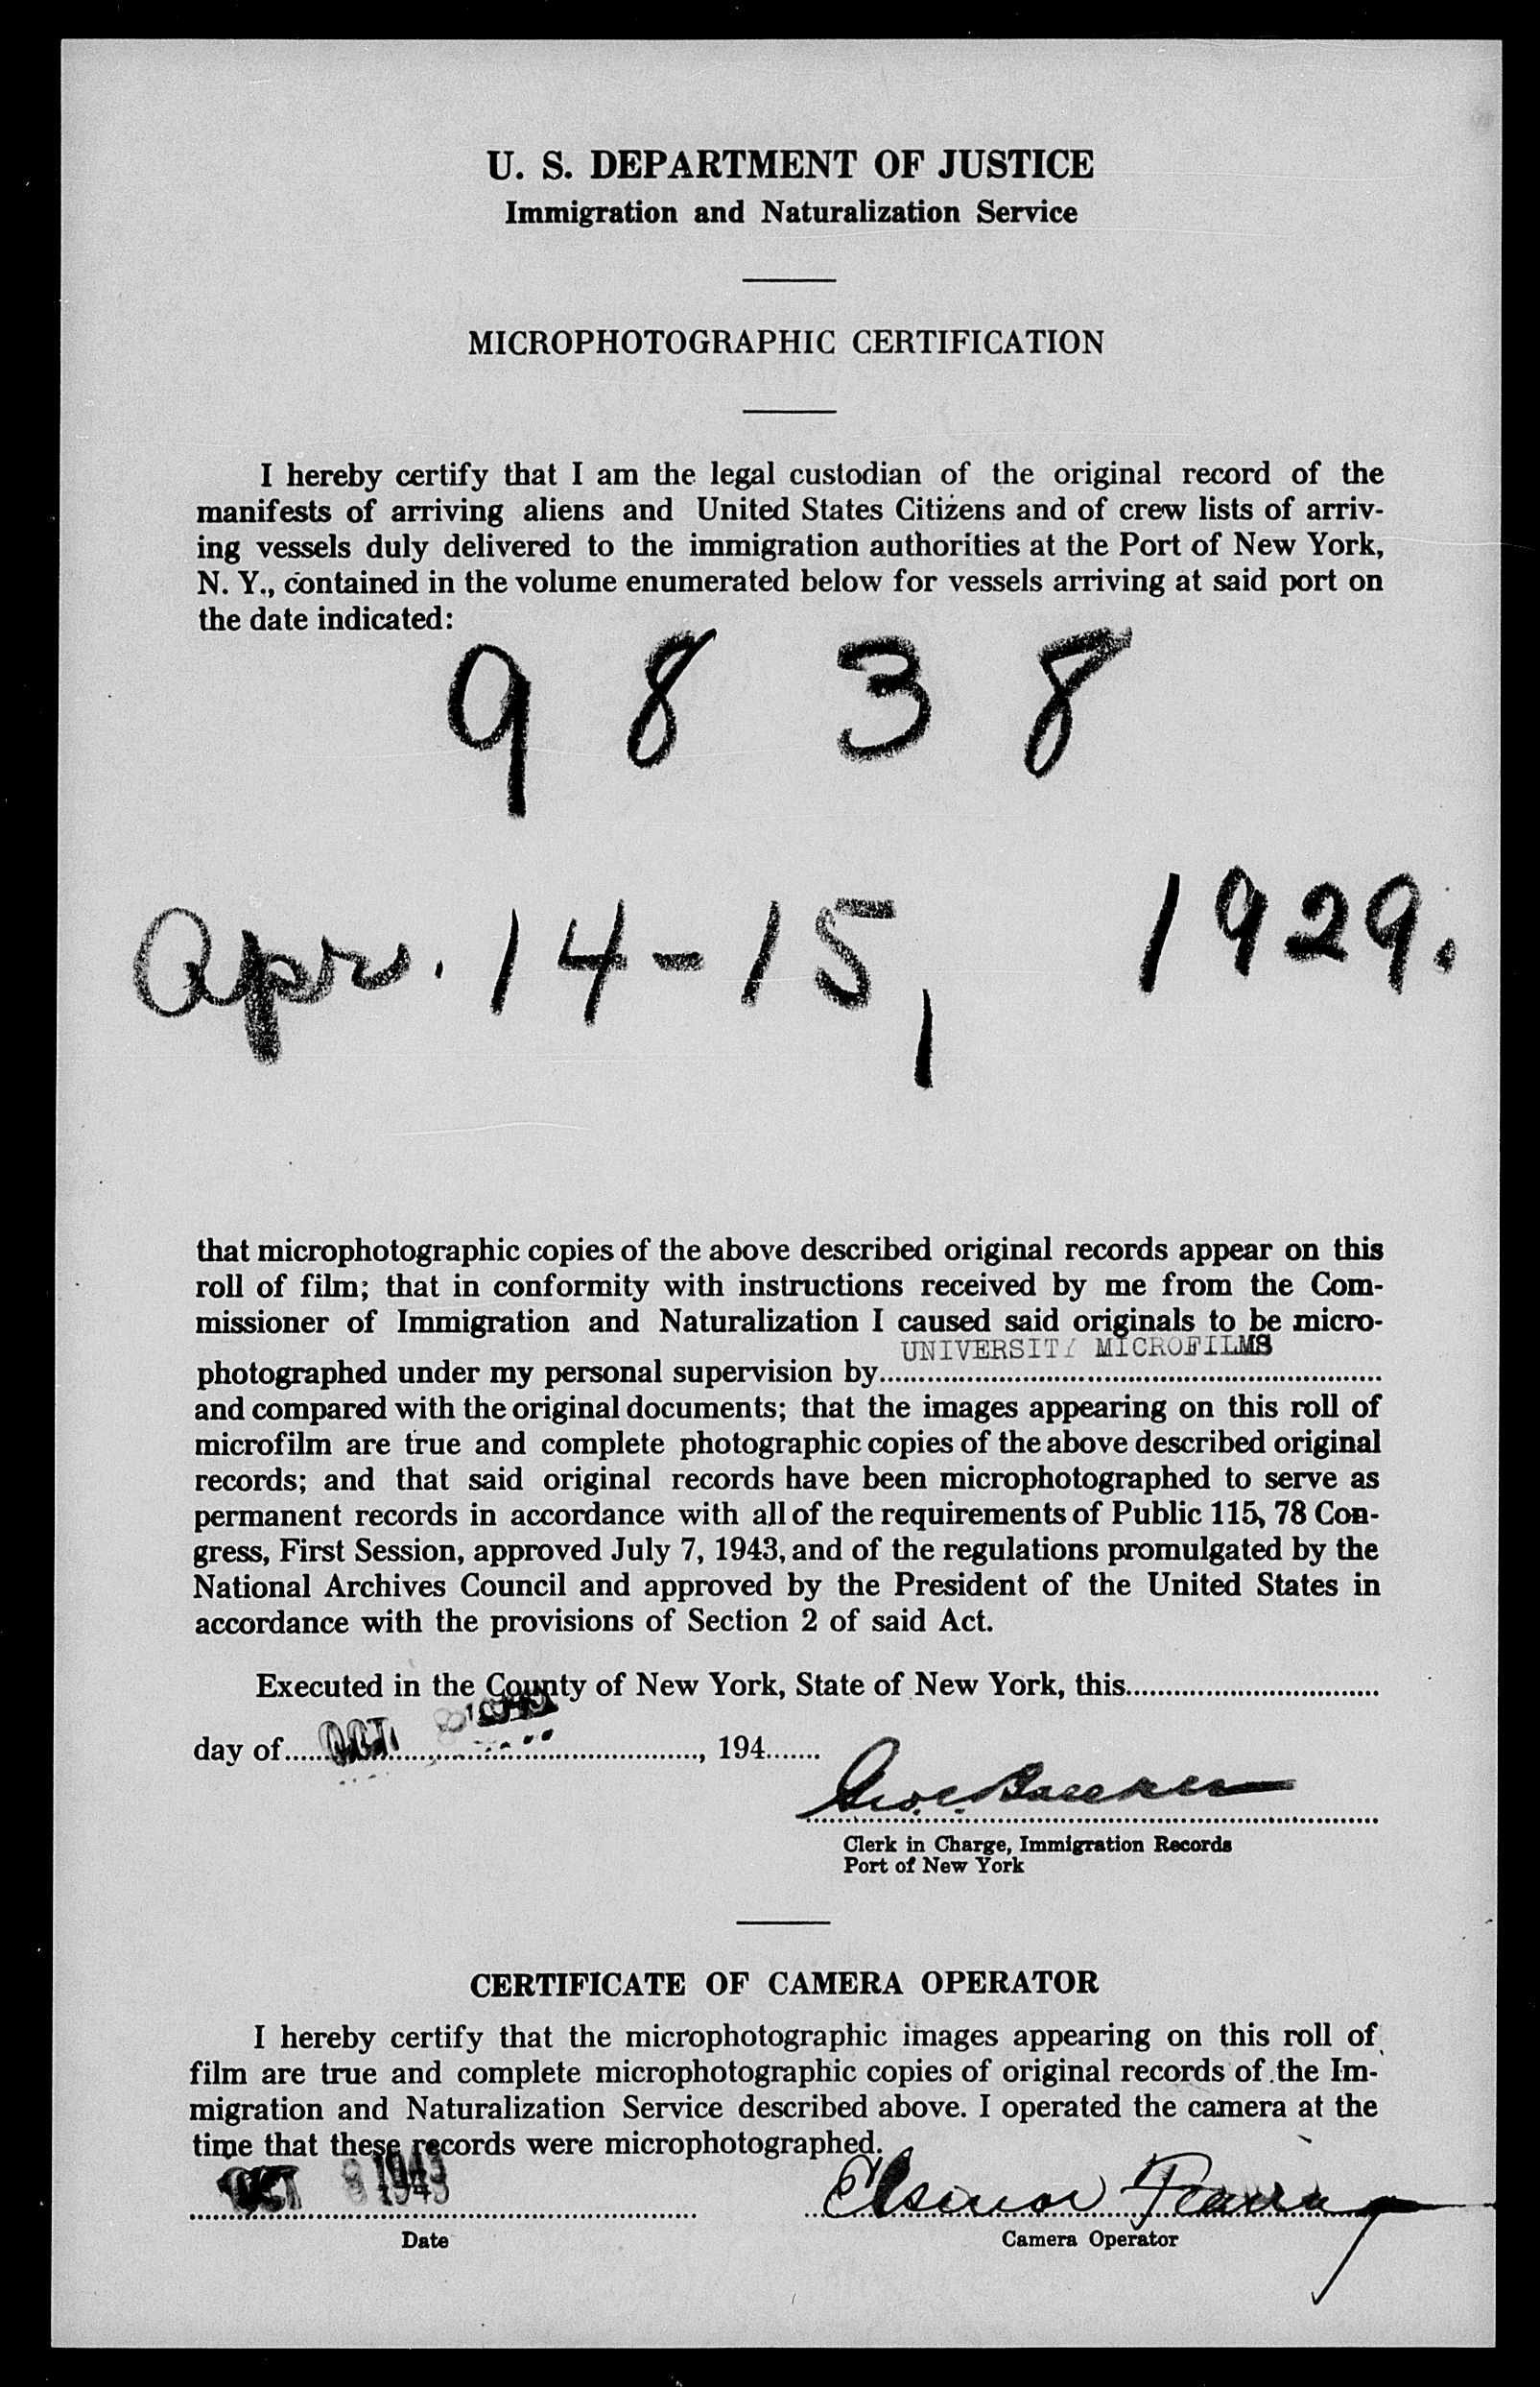 U. S. DEPARTMENT OF JUSTICE
Immigration and Naturalization Service
MICROPHOTOGRAPHIC CERTIFICATION
I hereby certify that I am the legal custodian of the original record of the
manifests of arriving aliens and United States Citizens and of crew lists of arriv-
ing vessels duly delivered to the immigration authorities at the Port of New York,
N. Y., contained in the volume enumerated below for vessels arriving at said port on
the date indicated:
9 8 3 8
Apr. 14-15, 1929.
that microphotographic copies of the above described original records appear on this
roll of film; that in conformity with instructions received by me from the Com-
missioner of Immigration and Naturalization I caused said originals to be micro-
UNIVERSITY MICROFILMS
photographed under my personal supervision by
and compared with the original documents; that the images appearing on this roll of
microfilm are true and complete photographic copies of the above described original
records; and that said original records have been microphotographed to serve as
permanent records in accordance with all of the requirements of Public 115, 78 Con-
gress, First Session, approved July 7, 1943, and of the regulations promulgated by the
National Archives Council and approved by the President of the United States in
accordance with the provisions of Section 2 of said Act.
Executed in the County of New York, State of New York, this
day of OCT. 8 1943, 194
Clerk in Charge, Immigration Records
Port of New York
CERTIFICATE OF CAMERA OPERATOR
I hereby certify that the microphotographic images appearing on this roll of
film are true and complete microphotographic copies of original records of the Im-
migration and Naturalization Service described above. I operated the camera at the
time that these records were microphotographed.
OCT 8 1943
Date
Camera Operator